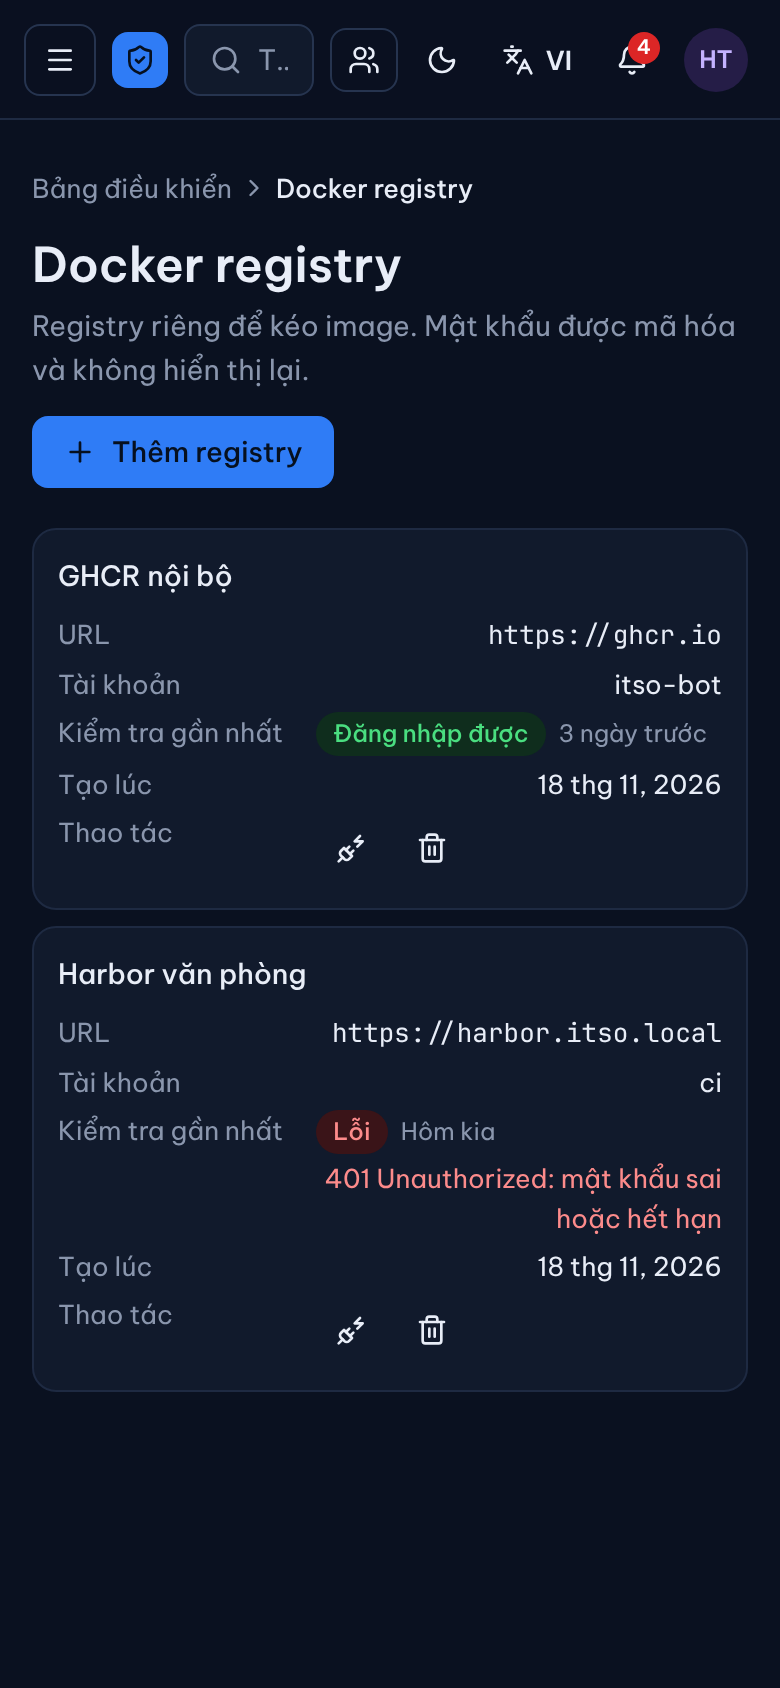 T..
VI
4
HT
Bảng điều khiển > Docker registry
Docker registry
Registry riêng để kéo image. Mật khẩu được mã hóa
và không hiển thị lại.
+ Thêm registry
GHCR nội bộ
URL https://ghcr.io
Tài khoản itso-bot
Kiểm tra gần nhất Đăng nhập được 3 ngày trước
Tạo lúc 18 thg 11, 2026
Thao tác
Harbor văn phòng
URL https://harbor.itso.local
Tài khoản ci
Kiểm tra gần nhất Lỗi Hôm kia
401 Unauthorized: mật khẩu sai
hoặc hết hạn
Tạo lúc 18 thg 11, 2026
Thao tác